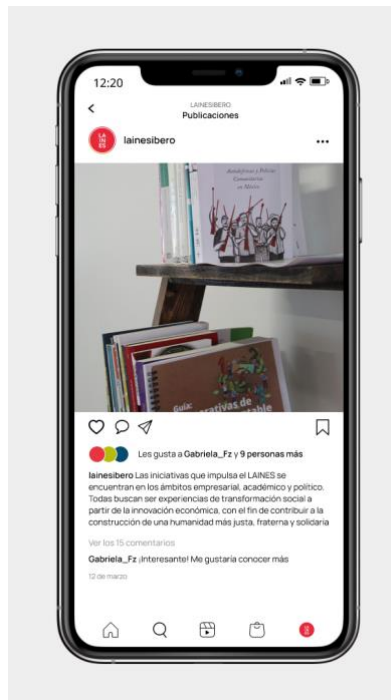 12:20
LAINESIBERO
Publicaciones
lainesibero
Autodefensas y Policías
Comunitarias
en México
Guía:
Les gusta a Gabriela_Fz y 9 personas más
lainesibero Las iniciativas que impulsa el LAINES se
encuentran en los ámbitos empresarial, académico y político.
Todas buscan ser experiencias de transformación social a
partir de la innovación económica, con el fin de contribuir a la
construcción de una humanidad más justa, fraterna y solidaria
Ver los 15 comentarios
Gabriela_Fz ¡Interesante! Me gustaría conocer más
12 de marzo